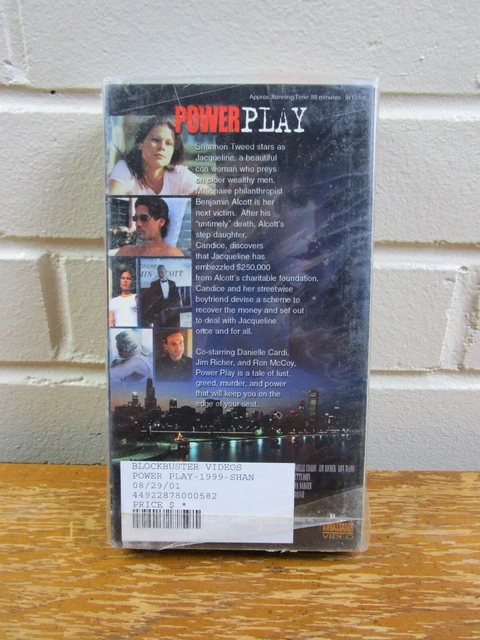 Approx. Running Time: 88 minutes - In Color
POWER PLAY
Shannon Tweed stars as
Jacqueline, a beautiful
con woman who preys
on older wealthy men.
Millionaire philanthropist
Benjamin Alcott is her
next victim. After his
"untimely" death, Alcott's
step daughter,
Candice, discovers
that Jacqueline has
embezzled $250,000
from Alcott's charitable foundation.
Candice and her streetwise
boyfriend devise a scheme to
recover the money and set out
to deal with Jacqueline
once and for all.
Co-starring Danielle Cardi,
Jim Richer, and Ron McCoy,
Power Play is a tale of lust,
greed, murder, and power
that will keep you on the
edge of your seat.
BLOCKBUSTER VIDEOS
POWER PLAY-1999-SHAN
08/29/01
44922878000582
PRICE $ *
VIDEO